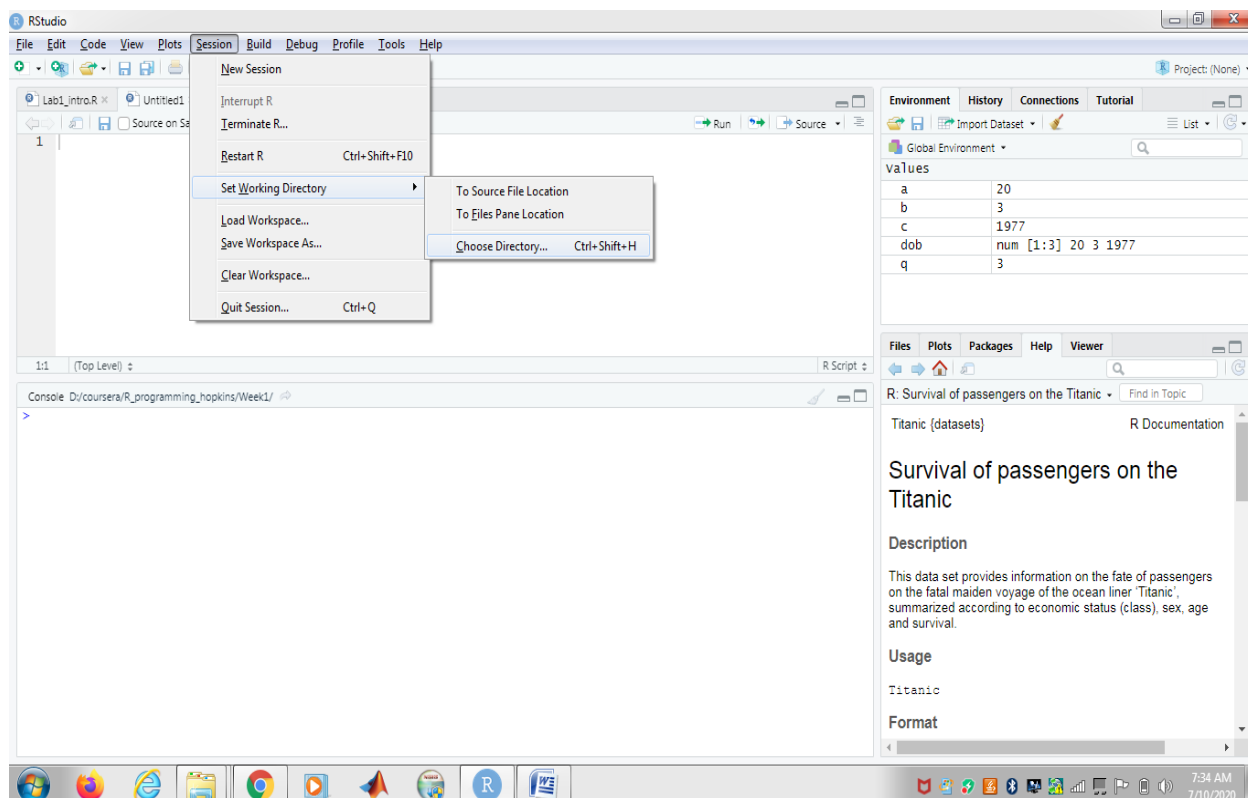 RStudio
File Edit Code View Plots Session Build Debug Profile Tools Help
Project: (None)
New Session
Interrupt R
Terminate R...
Restart R Ctrl+Shift+F10
Set Working Directory
Load Workspace...
Save Workspace As...
Clear Workspace...
Quit Session... Ctrl+Q
To Source File Location
To Files Pane Location
Choose Directory... Ctrl+Shift+H
Lab1_intro.R Untitled1
Source on Sa Run Source
1
1:1 (Top Level) R Script
Console D:/coursera/R_programming_hopkins/Week1/
>
Environment History Connections Tutorial
Import Dataset List
Global Environment
values
a 20
b 3
c 1977
dob num [1:3] 20 3 1977
q 3
Files Plots Packages Help Viewer
R: Survival of passengers on the Titanic Find in Topic
Titanic {datasets} R Documentation
Survival of passengers on the
Titanic
Description
This data set provides information on the fate of passengers
on the fatal maiden voyage of the ocean liner ‘Titanic’,
summarized according to economic status (class), sex, age
and survival.
Usage
Titanic
Format
7:34 AM
7/10/2020